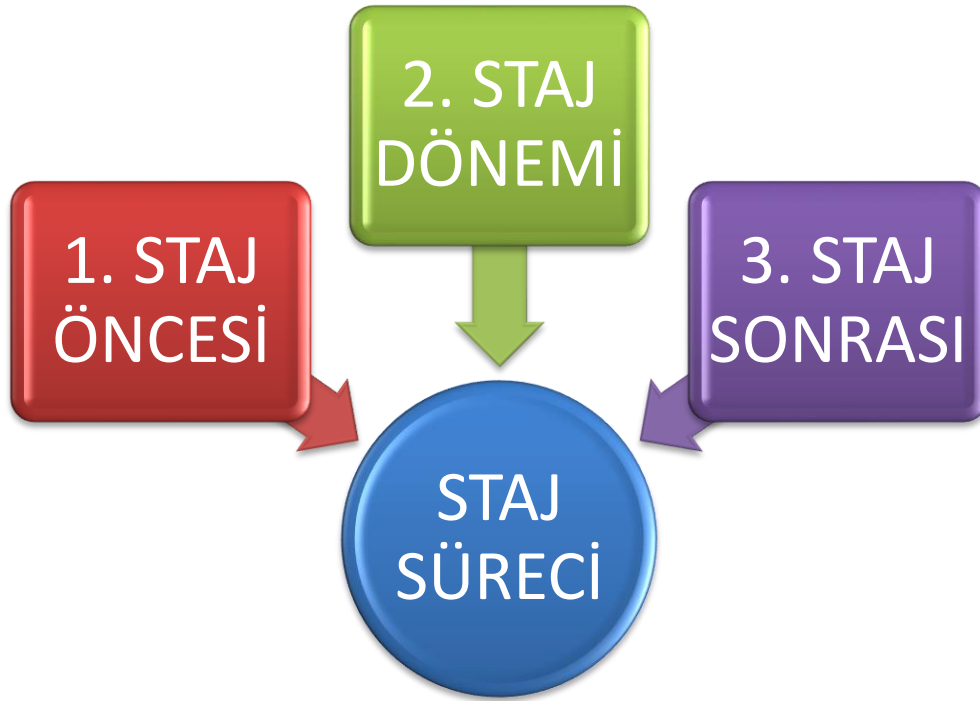 1. STAJ
ÖNCESİ
2. STAJ
DÖNEMİ
3. STAJ
SONRASI
STAJ
SÜRECİ